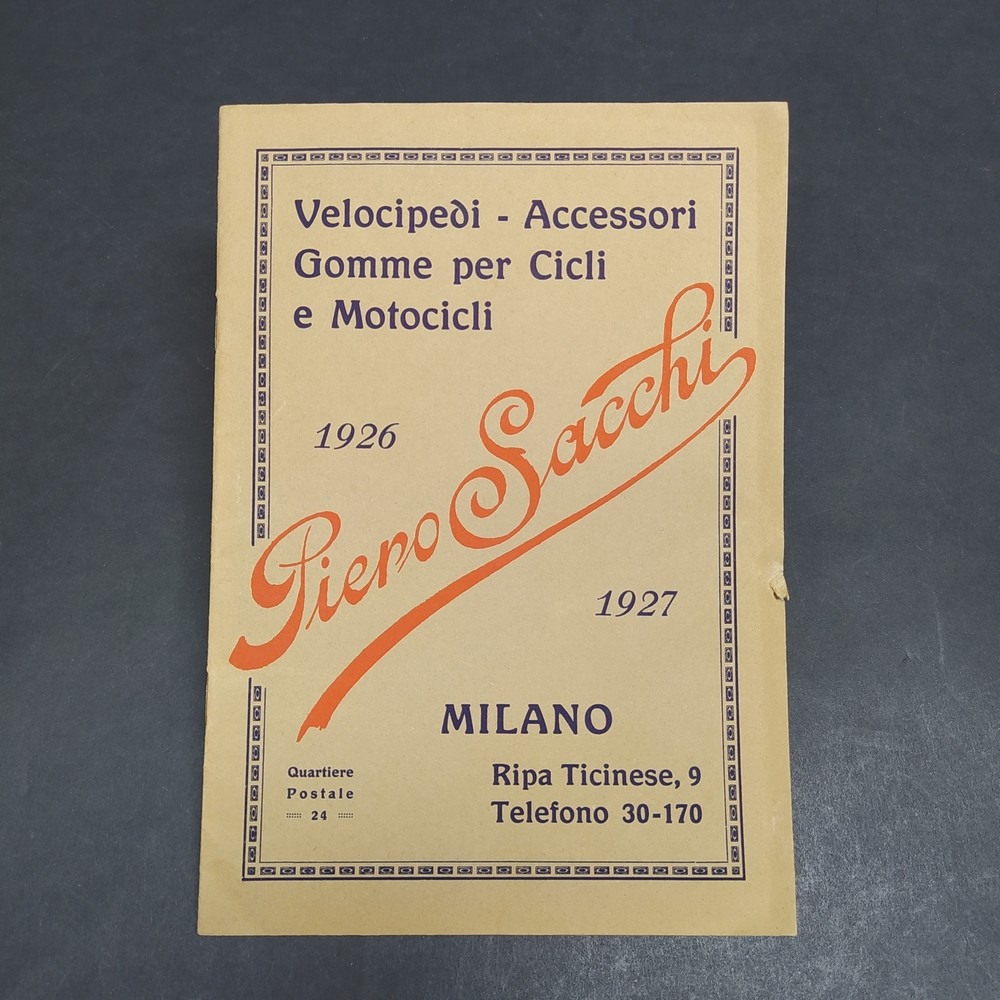 Velocipedi - Accessori
Gomme per Cicli
e Motocicli
1926
Piero Sacchi
1927
MILANO
Quartiere
Postale
24
Ripa Ticinese, 9
Telefono 30-170